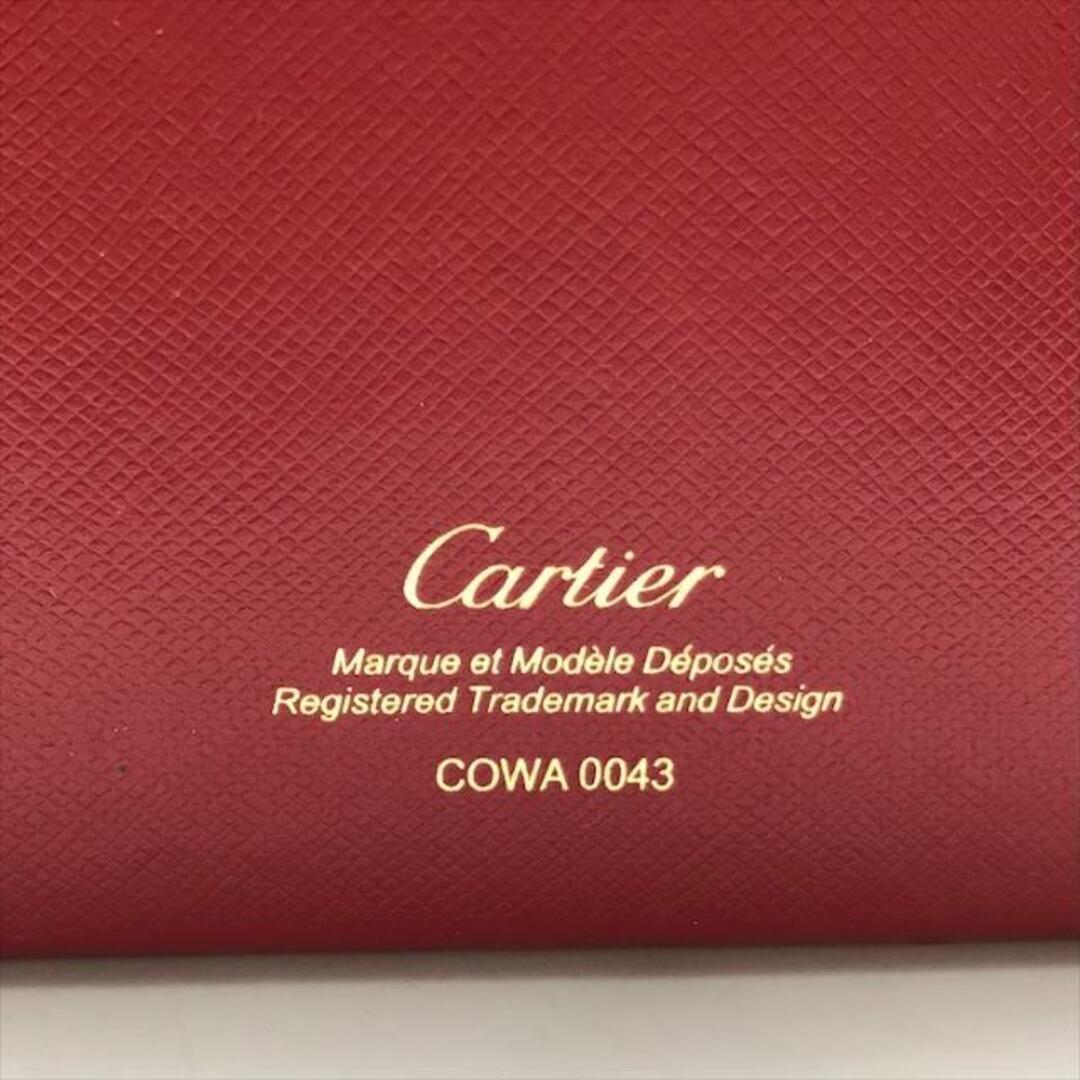 Cartier
Marque et Modèle Déposés
Registered Trademark and Design
COWA 0043